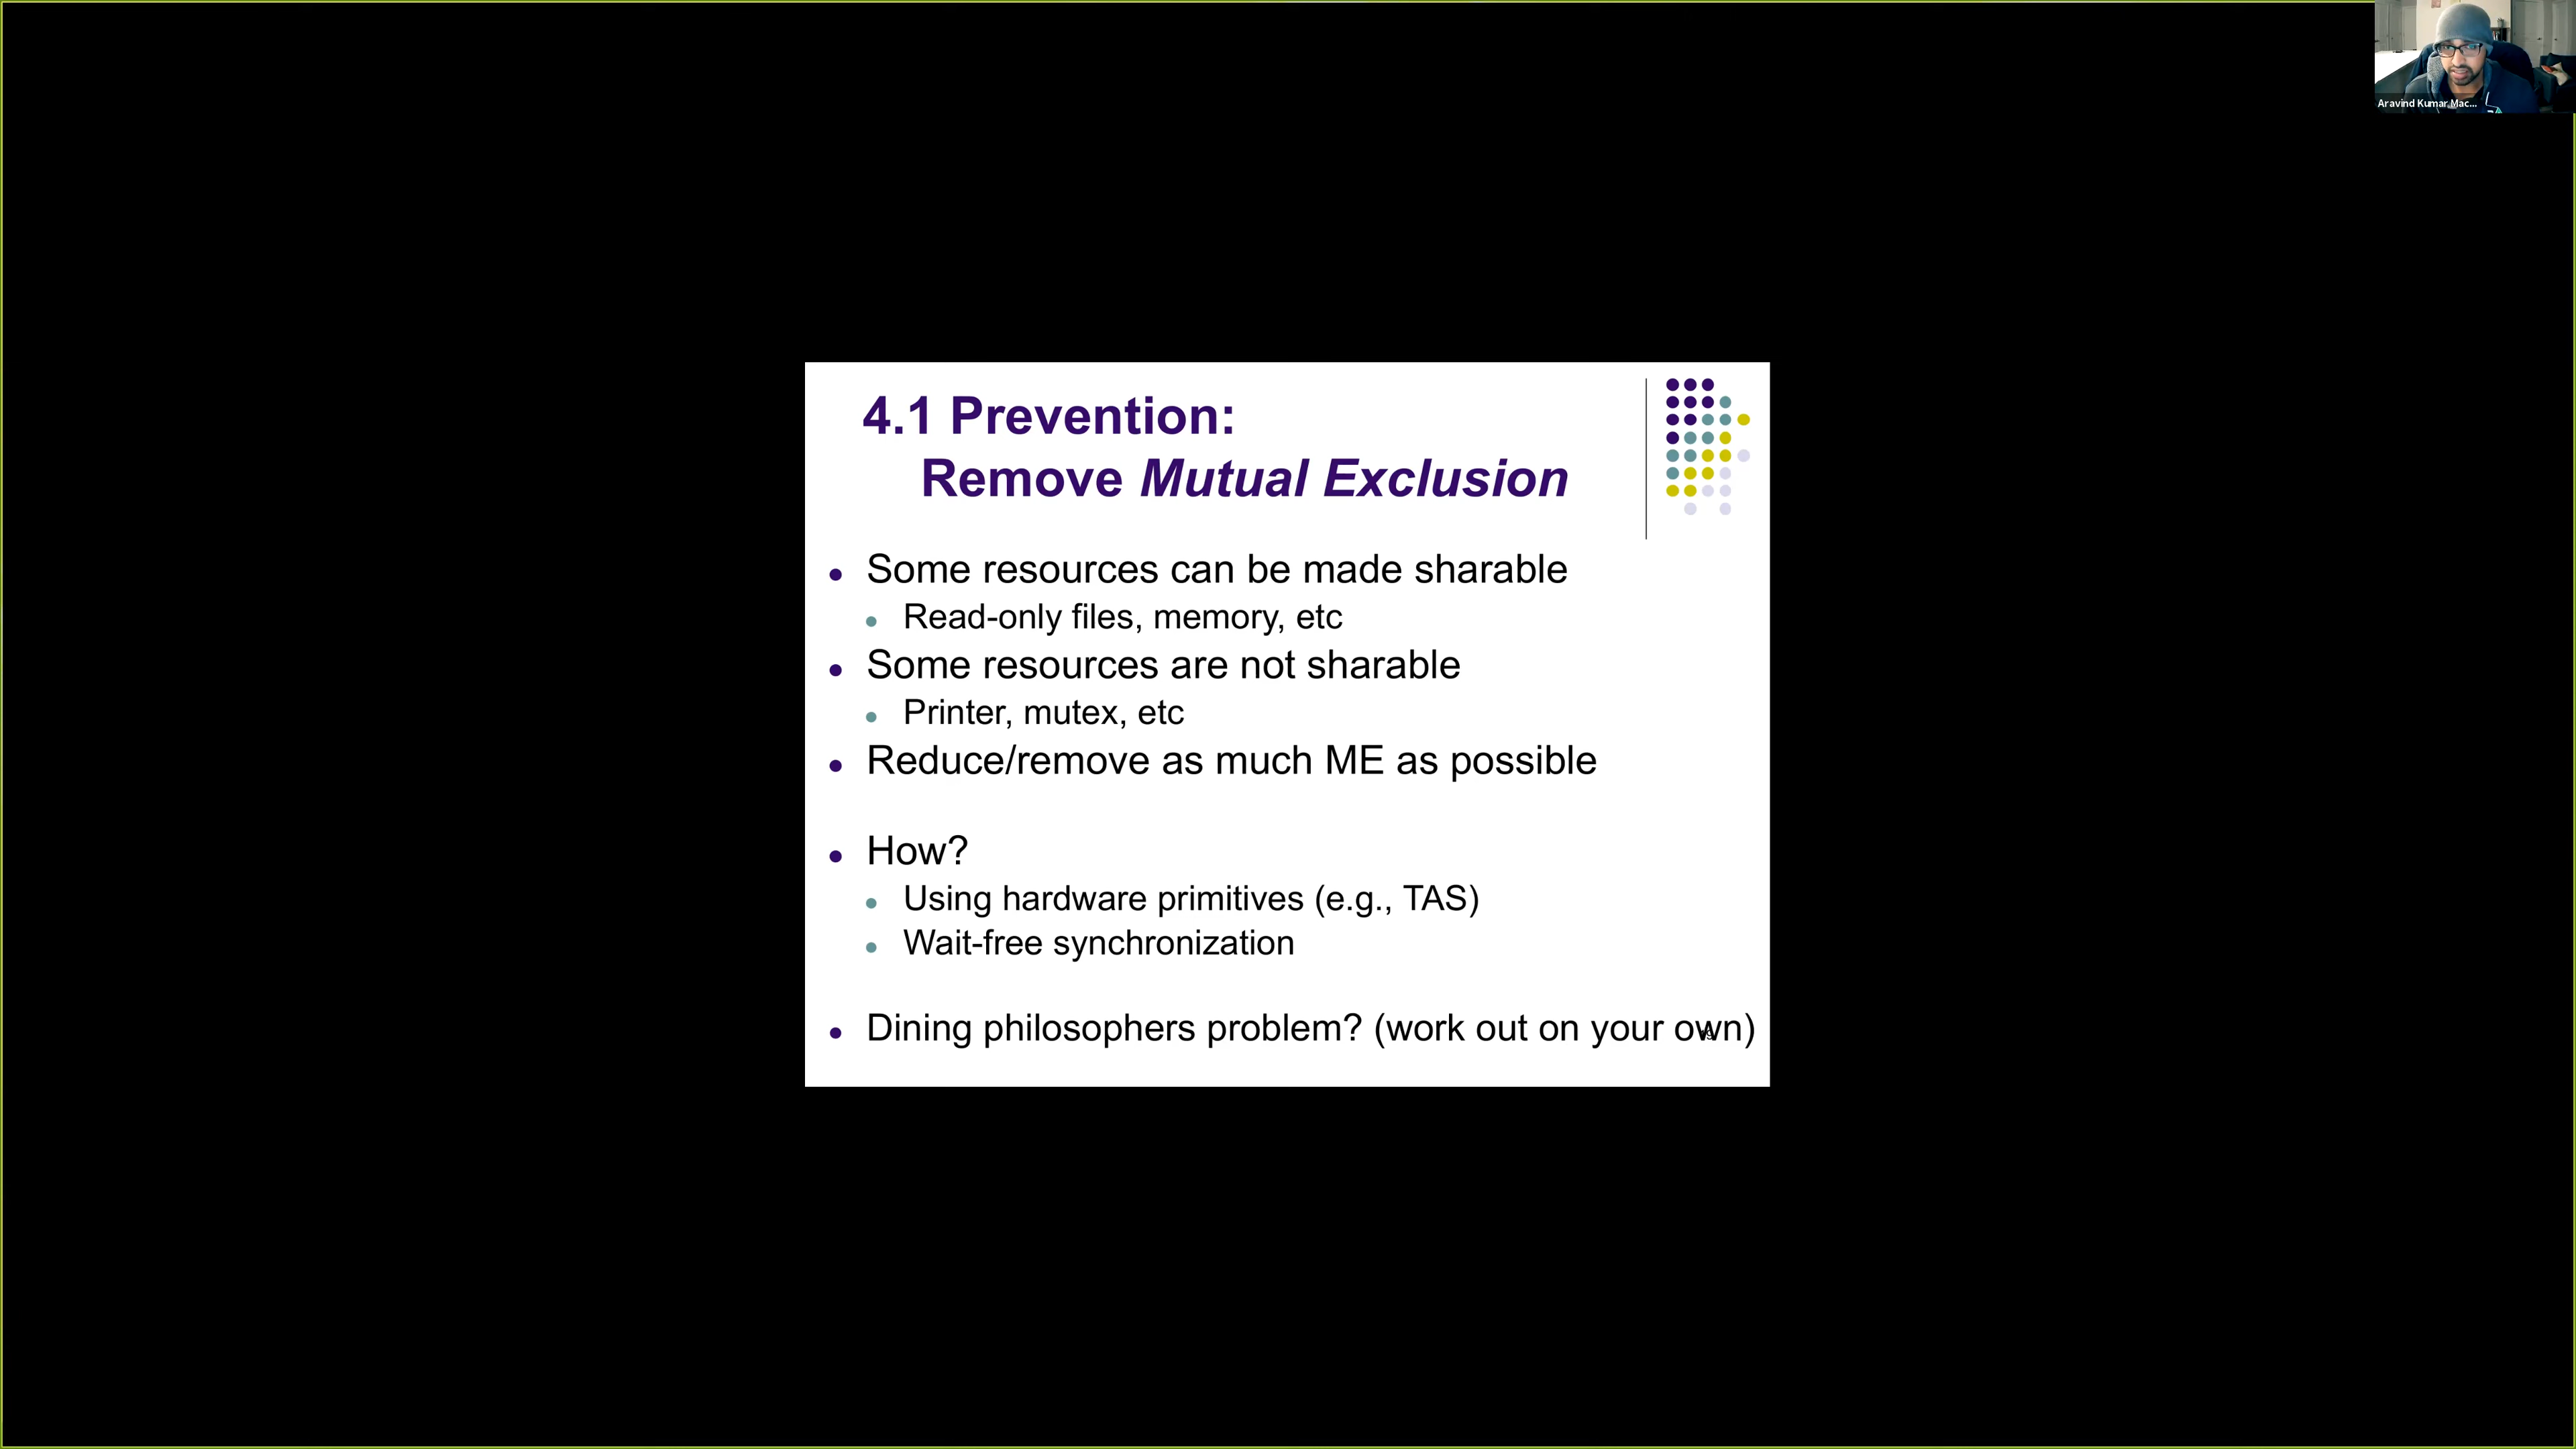 Aravind Kumar Mac...
4.1 Prevention:
Remove Mutual Exclusion
Some resources can be made sharable
Read-only files, memory, etc
Some resources are not sharable
Printer, mutex, etc
Reduce/remove as much ME as possible
How?
Using hardware primitives (e.g., TAS)
Wait-free synchronization
Dining philosophers problem? (work out on your own)